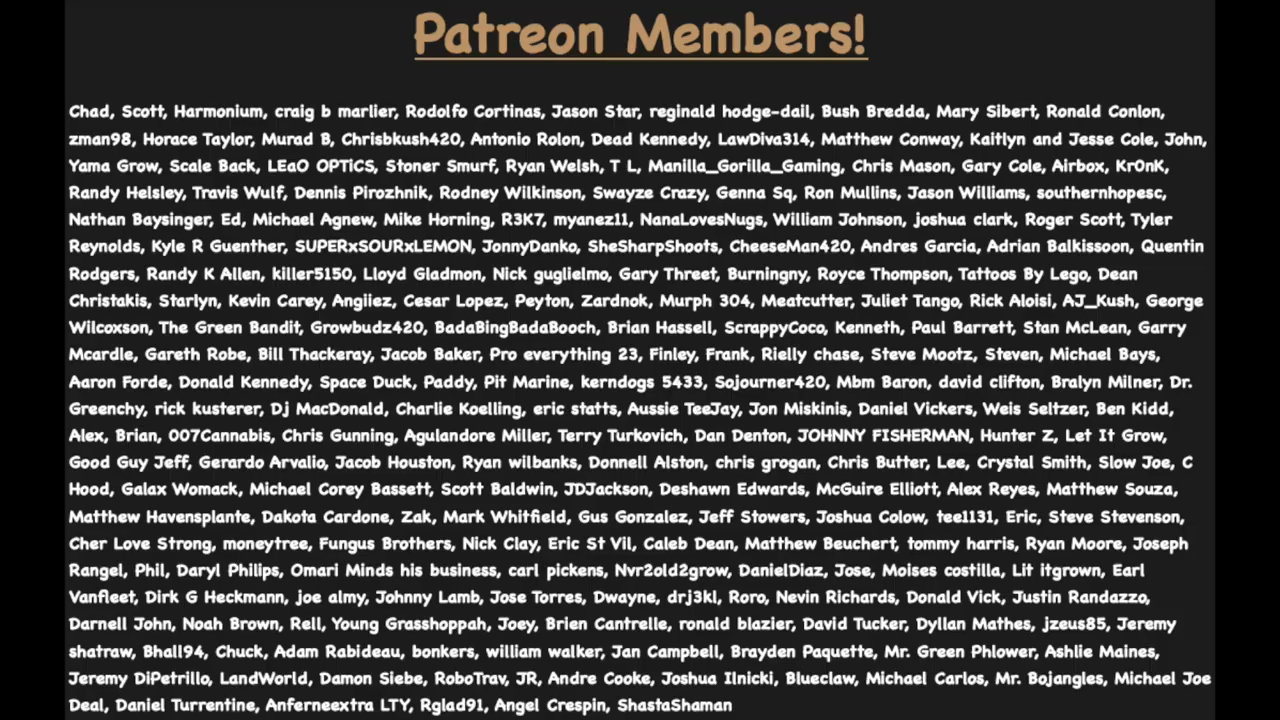 Patreon Members!
Chad, Scott, Harmonium, craig b marlier, Rodolfo Cortinas, Jason Star, reginald hodge-dail, Bush Bredda, Mary Sibert, Ronald Conlon,
zman98, Horace Taylor, Murad B, Chrisbkush420, Antonio Rolon, Dead Kennedy, LawDiva314, Matthew Conway, Kaitlyn and Jesse Cole, John,
Yama Grow, Scale Back, LEaO OPTiCS, Stoner Smurf, Ryan Welsh, T L, Manilla_Gorilla_Gaming, Chris Mason, Gary Cole, Airbox, Kr0nK,
Randy Helsley, Travis Wulf, Dennis Pirozhnik, Rodney Wilkinson, Swayze Crazy, Genna Sq, Ron Mullins, Jason Williams, southernhopesc,
Nathan Baysinger, Ed, Michael Agnew, Mike Horning, R3K7, myanez11, NanaLovesNugs, William Johnson, joshua clark, Roger Scott, Tyler
Reynolds, Kyle R Guenther, SUPERxSOURxLEMON, JonnyDanko, SheSharpShoots, CheeseMan420, Andres Garcia, Adrian Balkissoon, Quentin
Rodgers, Randy K Allen, killer5150, Lloyd Gladmon, Nick guglielmo, Gary Threet, Burningny, Royce Thompson, Tattoos By Lego, Dean
Christakis, Starlyn, Kevin Carey, Angiiez, Cesar Lopez, Peyton, Zardnok, Murph 304, Meatcutter, Juliet Tango, Rick Aloisi, AJ_Kush, George
Wilcoxson, The Green Bandit, Growbudz420, BadaBingBadaBooch, Brian Hassell, ScrappyCoco, Kenneth, Paul Barrett, Stan McLean, Garry
Mcardle, Gareth Robe, Bill Thackeray, Jacob Baker, Pro everything 23, Finley, Frank, Rielly chase, Steve Mootz, Steven, Michael Bays,
Aaron Forde, Donald Kennedy, Space Duck, Paddy, Pit Marine, kerndogs 5433, Sojourner420, Mbm Baron, david clifton, Bralyn Milner, Dr.
Greenchy, rick kusterer, Dj MacDonald, Charlie Koelling, eric statts, Aussie TeeJay, Jon Miskinis, Daniel Vickers, Weis Seltzer, Ben Kidd,
Alex, Brian, 007Cannabis, Chris Gunning, Agulandore Miller, Terry Turkovich, Dan Denton, JOHNNY FISHERMAN, Hunter Z, Let It Grow,
Good Guy Jeff, Gerardo Arvalio, Jacob Houston, Ryan wilbanks, Donnell Alston, chris grogan, Chris Butter, Lee, Crystal Smith, Slow Joe, C
Hood, Galax Womack, Michael Corey Bassett, Scott Baldwin, JDJackson, Deshawn Edwards, McGuire Elliott, Alex Reyes, Matthew Souza,
Matthew Havensplante, Dakota Cardone, Zak, Mark Whitfield, Gus Gonzalez, Jeff Stowers, Joshua Colow, tee1131, Eric, Steve Stevenson,
Cher Love Strong, moneytree, Fungus Brothers, Nick Clay, Eric St Vil, Caleb Dean, Matthew Beuchert, tommy harris, Ryan Moore, Joseph
Rangel, Phil, Daryl Philips, Omari Minds his business, carl pickens, Nvr2old2grow, DanielDiaz, Jose, Moises costilla, Lit itgrown, Earl
Vanfleet, Dirk G Heckmann, joe almy, Johnny Lamb, Jose Torres, Dwayne, drj3kl, Roro, Nevin Richards, Donald Vick, Justin Randazzo,
Darnell John, Noah Brown, Rell, Young Grasshoppah, Joey, Brien Cantrelle, ronald blazier, David Tucker, Dyllan Mathes, jzeus85, Jeremy
shatraw, Bhall94, Chuck, Adam Rabideau, bonkers, william walker, Jan Campbell, Brayden Paquette, Mr. Green Phlower, Ashlie Maines,
Jeremy DiPetrillo, LandWorld, Damon Siebe, RoboTrav, JR, Andre Cooke, Joshua Ilnicki, Blueclaw, Michael Carlos, Mr. Bojangles, Michael Joe
Deal, Daniel Turrentine, Anferneextra LTY, Rglad91, Angel Crespin, ShastaShaman